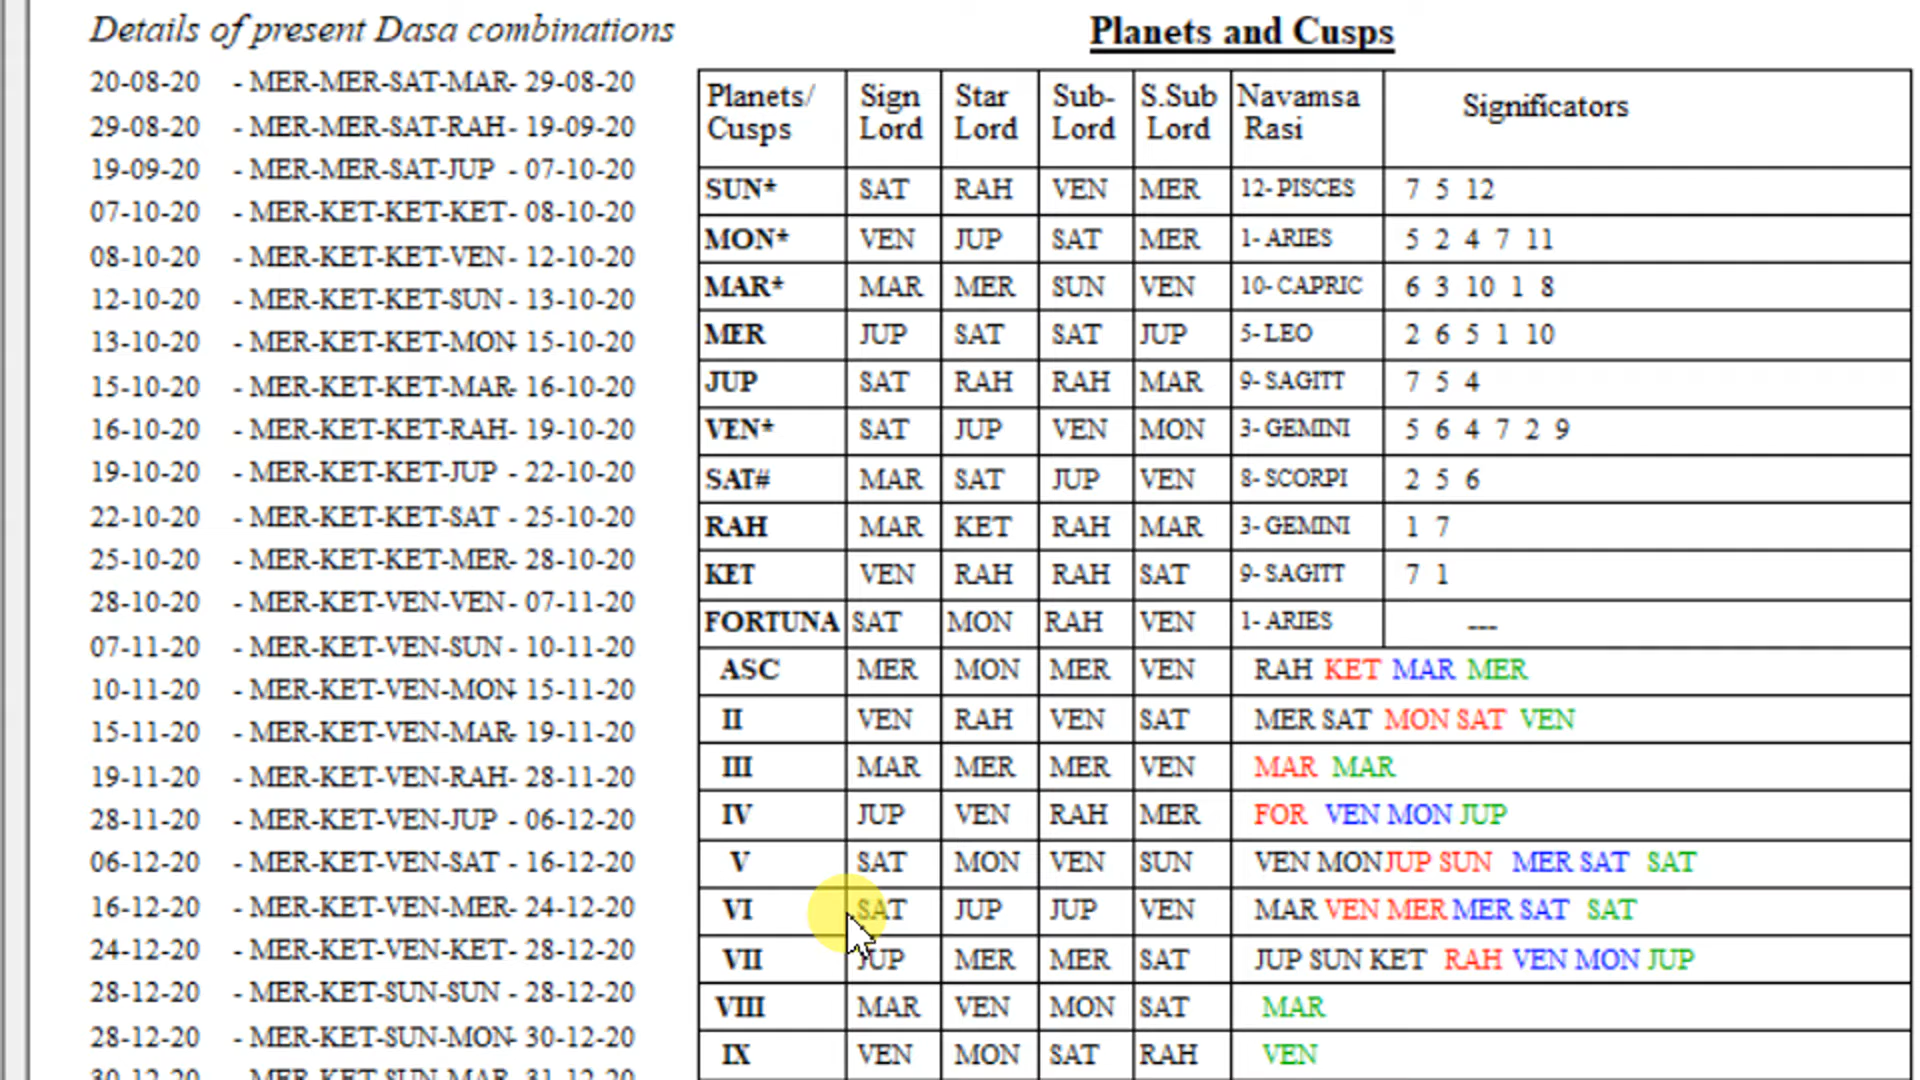 Details of present Dasa combinations
20-08-20 - MER-MER-SAT-MAR- 29-08-20
29-08-20 - MER-MER-SAT-RAH- 19-09-20
19-09-20 - MER-MER-SAT-JUP - 07-10-20
07-10-20 - MER-KET-KET-KET- 08-10-20
08-10-20 - MER-KET-KET-VEN- 12-10-20
12-10-20 - MER-KET-KET-SUN - 13-10-20
13-10-20 - MER-KET-KET-MON- 15-10-20
15-10-20 - MER-KET-KET-MAR- 16-10-20
16-10-20 - MER-KET-KET-RAH- 19-10-20
19-10-20 - MER-KET-KET-JUP - 22-10-20
22-10-20 - MER-KET-KET-SAT - 25-10-20
25-10-20 - MER-KET-KET-MER- 28-10-20
28-10-20 - MER-KET-VEN-VEN- 07-11-20
07-11-20 - MER-KET-VEN-SUN - 10-11-20
10-11-20 - MER-KET-VEN-MON- 15-11-20
15-11-20 - MER-KET-VEN-MAR- 19-11-20
19-11-20 - MER-KET-VEN-RAH- 28-11-20
28-11-20 - MER-KET-VEN-JUP - 06-12-20
06-12-20 - MER-KET-VEN-SAT - 16-12-20
16-12-20 - MER-KET-VEN-MER- 24-12-20
24-12-20 - MER-KET-VEN-KET- 28-12-20
28-12-20 - MER-KET-SUN-SUN - 28-12-20
28-12-20 - MER-KET-SUN-MON- 30-12-20
30-12-20 - MER-KET-SUN-MAR- 31-12-20
Planets and Cusps
Planets/ Cusps Sign Lord Star Lord Sub- Lord S.Sub Lord Navamsa Rasi Significators
SUN* SAT RAH VEN MER 12- PISCES 7 5 12
MON* VEN JUP SAT MER 1- ARIES 5 2 4 7 11
MAR* MAR MER SUN VEN 10- CAPRIC 6 3 10 1 8
MER JUP SAT SAT JUP 5- LEO 2 6 5 1 10
JUP SAT RAH RAH MAR 9- SAGITT 7 5 4
VEN* SAT JUP VEN MON 3- GEMINI 5 6 4 7 2 9
SAT# MAR SAT JUP VEN 8- SCORPI 2 5 6
RAH MAR KET RAH MAR 3- GEMINI 1 7
KET VEN RAH RAH SAT 9- SAGITT 7 1
FORTUNA SAT MON RAH VEN 1- ARIES ---
ASC MER MON MER VEN RAH KET MAR MER
II VEN RAH VEN SAT MER SAT MON SAT VEN
III MAR MER MER VEN MAR MAR
IV JUP VEN RAH MER FOR VEN MON JUP
V SAT MON VEN SUN VEN MON JUP SUN MER SAT SAT
VI SAT JUP JUP VEN MAR VEN MER MER SAT SAT
VII JUP MER MER SAT JUP SUN KET RAH VEN MON JUP
VIII MAR VEN MON SAT MAR
IX VEN MON SAT RAH VEN